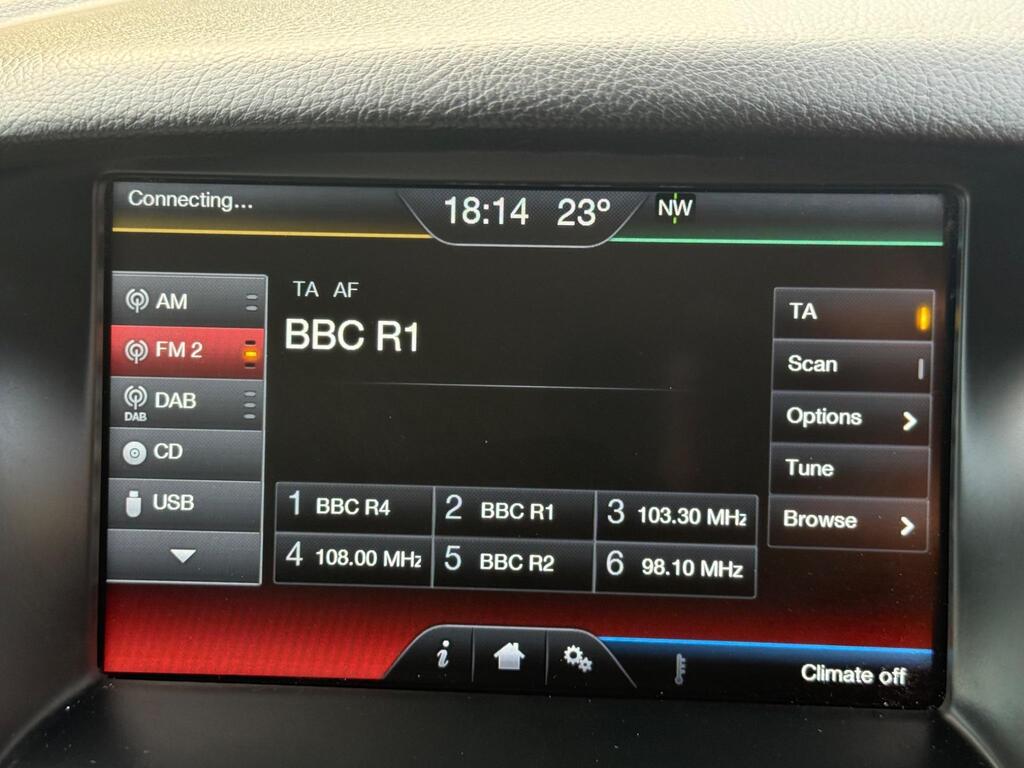 Connecting...
18:14 23° NW
AM
FM 2
DAB
DAB
CD
USB
TA AF
BBC R1
1 BBC R4
2 BBC R1
3 103.30 MHz
4 108.00 MHz
5 BBC R2
6 98.10 MHz
TA
Scan
Options
Tune
Browse
i
Climate off